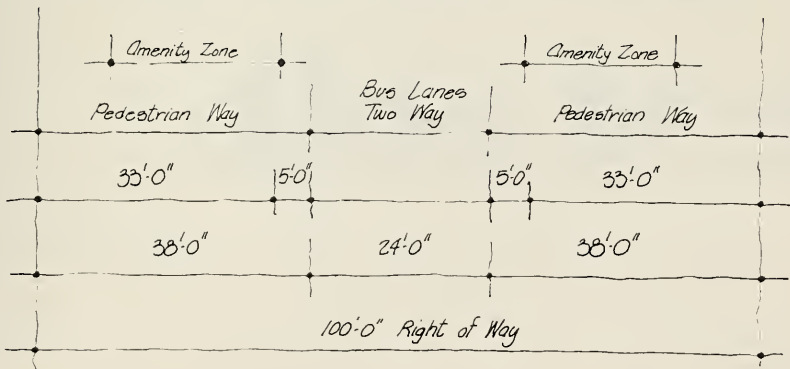 Amenity Zone
Amenity Zone
Bus Lanes
Two Way
Pedestrian Way
Pedestrian Way
33'-0"
5'-0"
5'-0"
33'-0"
38'-0"
24'-0"
38'-0"
100'-0" Right of Way